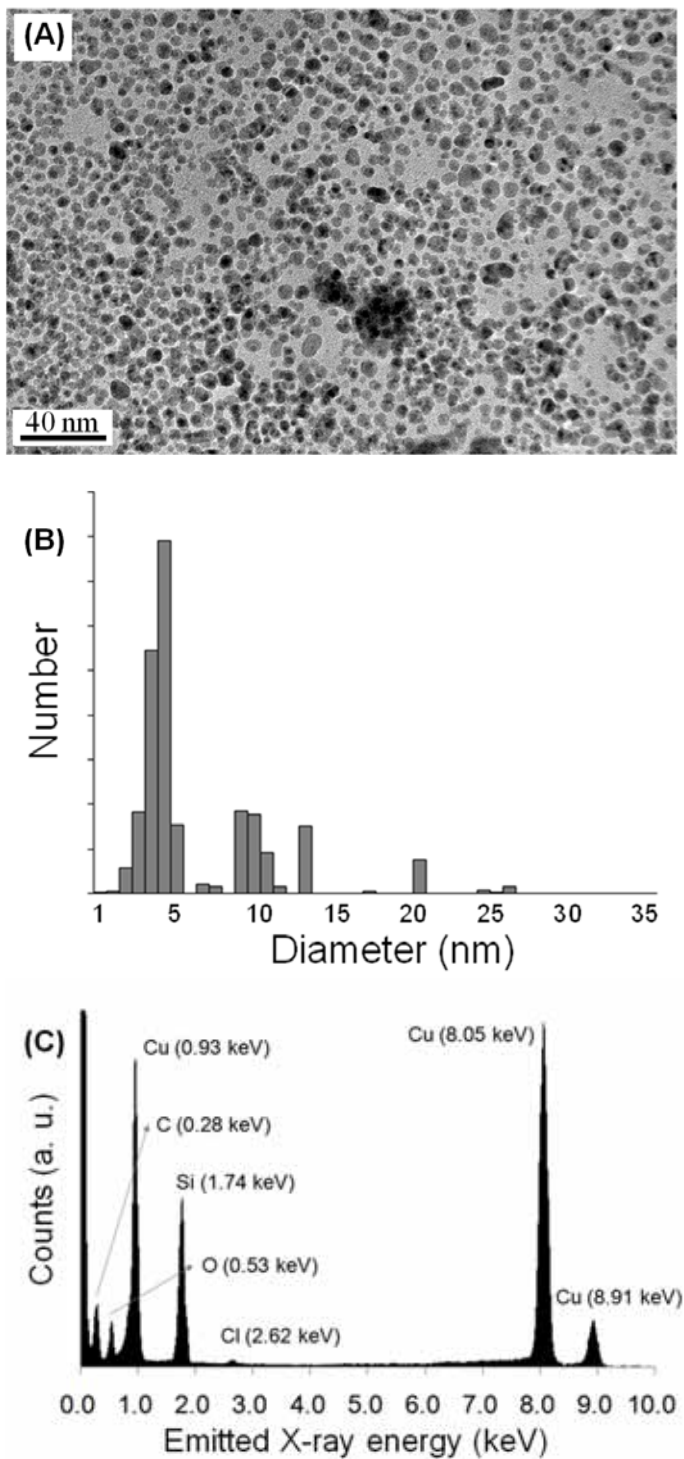 (A)
40 nm
(B)
Number
1 5 10 15 20 25 30 35
Diameter (nm)
(C)
Cu (0.93 keV)
Cu (8.05 keV)
C (0.28 keV)
Si (1.74 keV)
O (0.53 keV)
Cu (8.91 keV)
Cl (2.62 keV)
Counts (a. u.)
0.0 1.0 2.0 3.0 4.0 5.0 6.0 7.0 8.0 9.0 10.0
Emitted X-ray energy (keV)